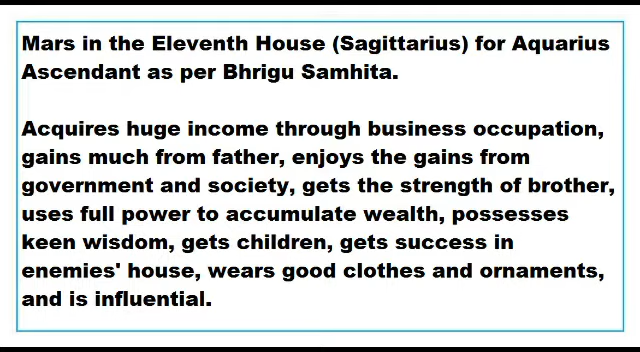 Mars in the Eleventh House (Sagittarius) for Aquarius
Ascendant as per Bhrigu Samhita.
Acquires huge income through business occupation,
gains much from father, enjoys the gains from
government and society, gets the strength of brother,
uses full power to accumulate wealth, possesses
keen wisdom, gets children, gets success in
enemies' house, wears good clothes and ornaments,
and is influential.